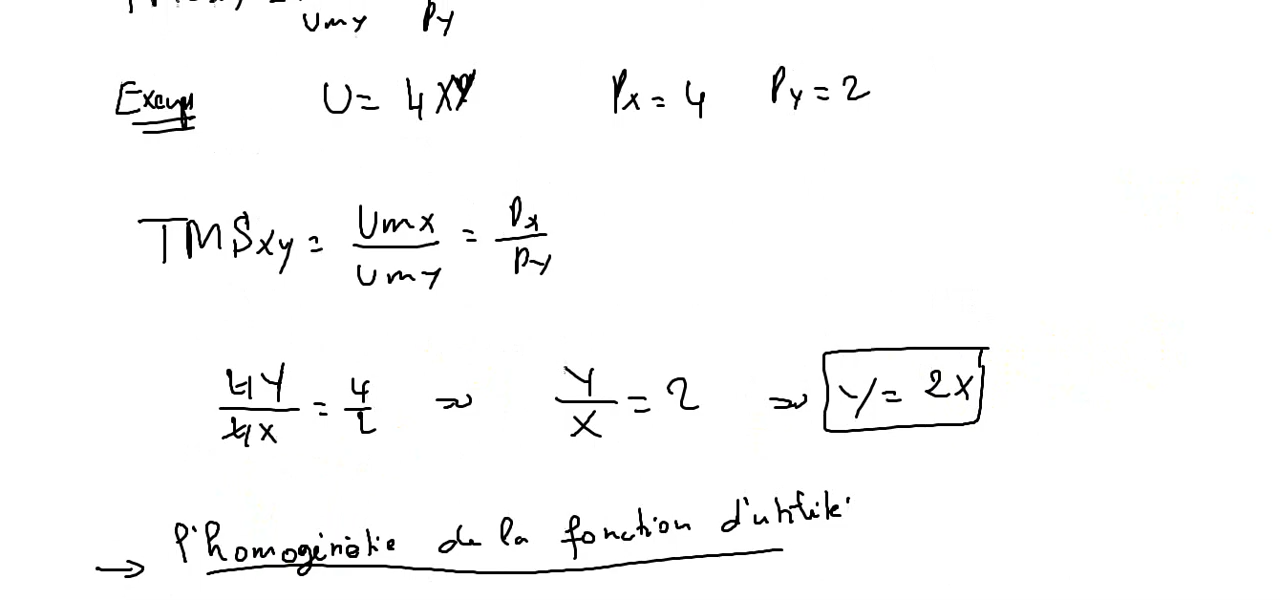 Umy Py
Exemp U = 4XY Px = 4 Py = 2
TMSxy = Umx / Umy = Px / Py
4Y / 4X = 4 / 2 => Y / X = 2 => Y = 2X
→ l'homogénéité de la fonction d'utilité